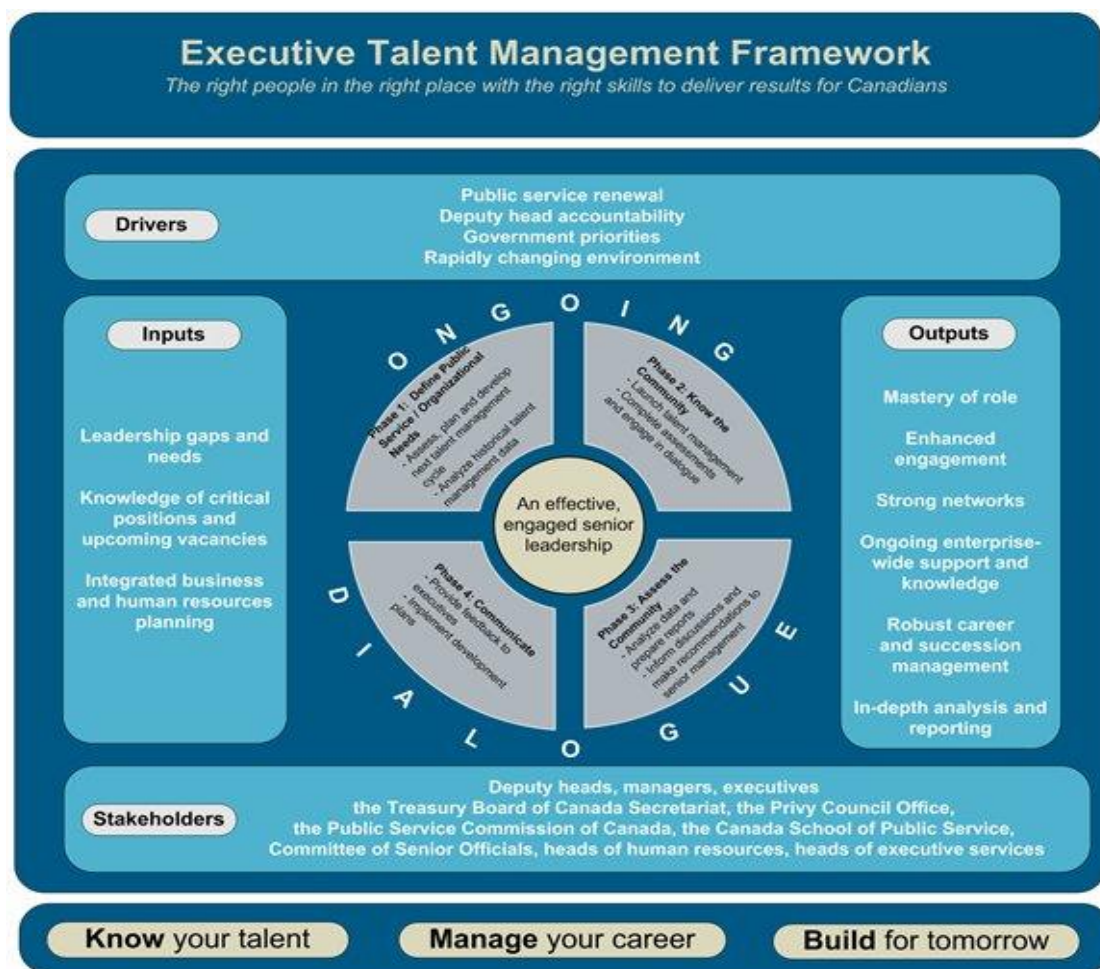 Executive Talent Management Framework
The right people in the right place with the right skills to deliver results for Canadians
Drivers
Public service renewal
Deputy head accountability
Government priorities
Rapidly changing environment
Inputs
Leadership gaps and
needs
Knowledge of critical
positions and
upcoming vacancies
Integrated business
and human resources
planning
ONGOING
Phase 1: Define Public
Service / Organizational
Needs
- Assess, plan and develop
next talent management
cycle
- Analyze historical talent
management data
Phase 2: Know the
Community
- Launch talent management
- Complete assessments
and engage in dialogue
An effective,
engaged senior
leadership
Phase 3: Assess the
Community
- Analyze data and
prepare reports
- Inform discussions and
make recommendations to
senior management
Phase 4: Communicate
- Provide feedback to
executives
- Implement development
plans
DIALOGUE
Outputs
Mastery of role
Enhanced
engagement
Strong networks
Ongoing enterprise-
wide support and
knowledge
Robust career
and succession
management
In-depth analysis and
reporting
Stakeholders
Deputy heads, managers, executives
the Treasury Board of Canada Secretariat, the Privy Council Office,
the Public Service Commission of Canada, the Canada School of Public Service,
Committee of Senior Officials, heads of human resources, heads of executive services
Know your talent
Manage your career
Build for tomorrow